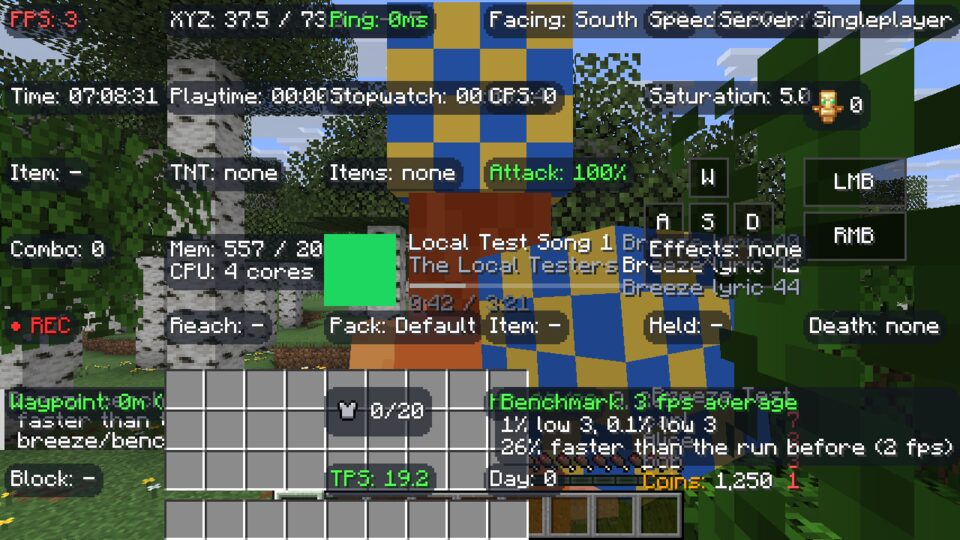 FPS: 3
XYZ: 37.5 / 73
Ping: 0ms
Facing: South
Speed
Server: Singleplayer
Time: 07:08:31
Playtime: 00:00
Stopwatch: 00:
CPS: 0
Saturation: 5.0
0
Item: -
TNT: none
Items: none
Attack: 100%
W
LMB
A S D
RMB
Combo: 0
Mem: 557 / 20
CPU: 4 cores
Local Test Song 1
The Local Testers
0:42 / 3:21
Effects: none
Breeze lyric 42
Breeze lyric 44
REC
Reach: -
Pack: Default
Item: -
Held: -
Death: none
Waypoint: 0m
faster than
breeze/benc
0/20
Benchmark: 3 fps average
1% low 3, 0.1% low 3
26% faster than the run before (2 fps)
Breeze Test
Block: -
TPS: 19.2
Day: 0
Coins: 1,250
1